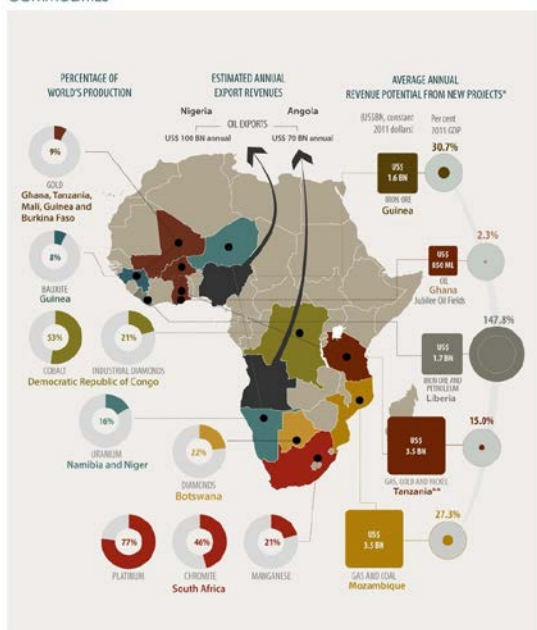 PERCENTAGE OF
WORLD'S PRODUCTION
ESTIMATED ANNUAL
EXPORT REVENUES
Nigeria
Angola
OIL EXPORTS
US$ 100 BN annual
US$ 70 BN annual
AVERAGE ANNUAL
REVENUE POTENTIAL FROM NEW PROJECTS*
(US$BN, constant
2011 dollars)
Per cent
2011 GDP
9%
GOLD
Ghana, Tanzania,
Mali, Guinea and
Burkina Faso
8%
BAUXITE
Guinea
53%
COBALT
21%
INDUSTRIAL DIAMONDS
Democratic Republic of Congo
16%
URANIUM
Namibia and Niger
22%
DIAMONDS
Botswana
77%
PLATINUM
46%
CHROMITE
South Africa
21%
MANGANESE
30.7%
US$
1.6 BN
IRON ORE
Guinea
2.3%
US$
850 ML
OIL
Ghana
Jubilee Oil Fields
147.8%
US$
1.7 BN
IRON ORE AND
PETROLEUM
Liberia
15.0%
US$
3.5 BN
GAS, GOLD AND NICKEL
Tanzania**
27.3%
US$
3.5 BN
GAS AND COAL
Mozambique